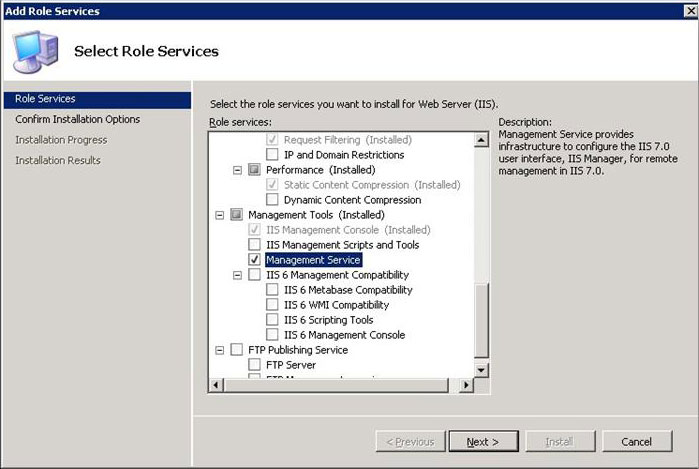 Add Role Services
Select Role Services
Role Services
Confirm Installation Options
Installation Progress
Installation Results
Select the role services you want to install for Web Server (IIS).
Role services:
Request Filtering (Installed)
IP and Domain Restrictions
Performance (Installed)
Static Content Compression (Installed)
Dynamic Content Compression
Management Tools (Installed)
IIS Management Console (Installed)
IIS Management Scripts and Tools
Management Service
IIS 6 Management Compatibility
IIS 6 Metabase Compatibility
IIS 6 WMI Compatibility
IIS 6 Scripting Tools
IIS 6 Management Console
FTP Publishing Service
FTP Server
Description:
Management Service provides
infrastructure to configure the IIS 7.0
user interface, IIS Manager, for remote
management in IIS 7.0.
< Previous
Next >
Install
Cancel